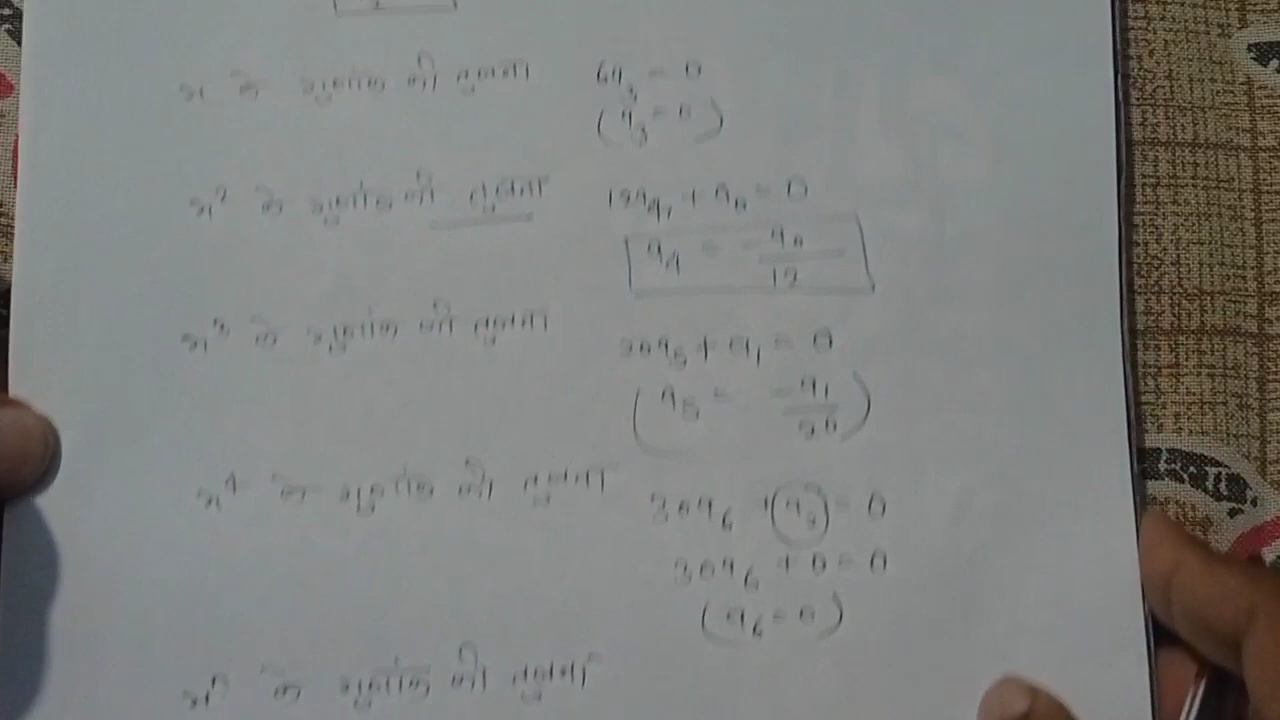 x के गुणांक की तुलना 6a₃ = 0
(a₃ = 0)
x² के गुणांक की तुलना 12a₄ + a₀ = 0
a₄ = -a₀/12
x³ के गुणांक की तुलना 20a₅ + a₁ = 0
(a₅ = -a₁/20)
x⁴ के गुणांक की तुलना 30a₆ + a₂ = 0
30a₆ + 0 = 0
(a₆ = 0)
के गुणांक की तुलना